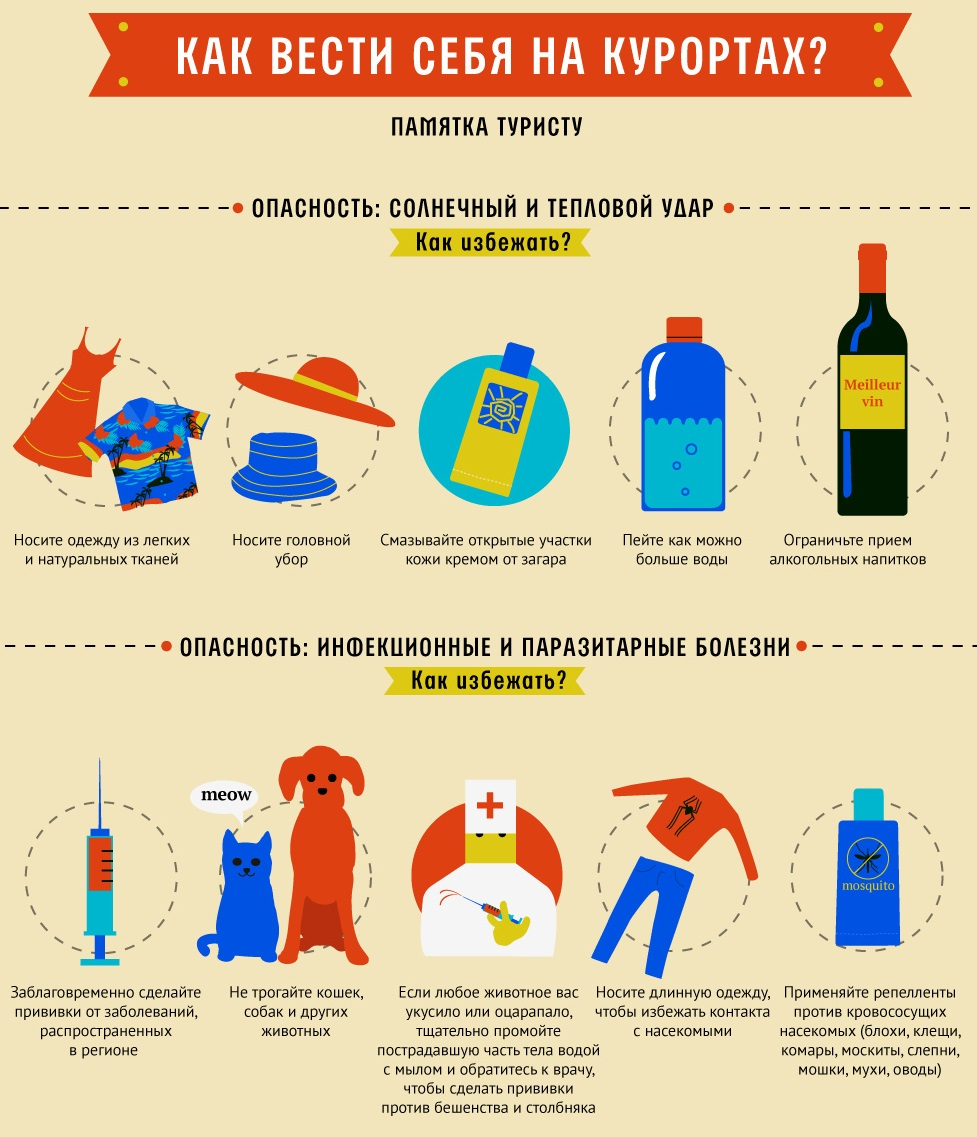 КАК ВЕСТИ СЕБЯ НА КУРОРТАХ?
ПАМЯТКА ТУРИСТУ
ОПАСНОСТЬ: СОЛНЕЧНЫЙ И ТЕПЛОВОЙ УДАР
Как избежать?
Meilleur
vin
Носите одежду из легких
и натуральных тканей
Носите головной
убор
Смазывайте открытые участки
кожи кремом от загара
Пейте как можно
больше воды
Ограничьте прием
алкогольных напитков
ОПАСНОСТЬ: ИНФЕКЦИОННЫЕ И ПАРАЗИТАРНЫЕ БОЛЕЗНИ
Как избежать?
meow
mosquito
Заблаговременно сделайте
прививки от заболеваний,
распространенных
в регионе
Не трогайте кошек,
собак и других
животных
Если любое животное вас
укусило или оцарапало,
тщательно промойте
пострадавшую часть тела водой
с мылом и обратитесь к врачу,
чтобы сделать прививки
против бешенства и столбняка
Носите длинную одежду,
чтобы избежать контакта
с насекомыми
Применяйте репелленты
против кровососущих
насекомых (блохи, клещи,
комары, москиты, слепни,
мошки, мухи, оводы)